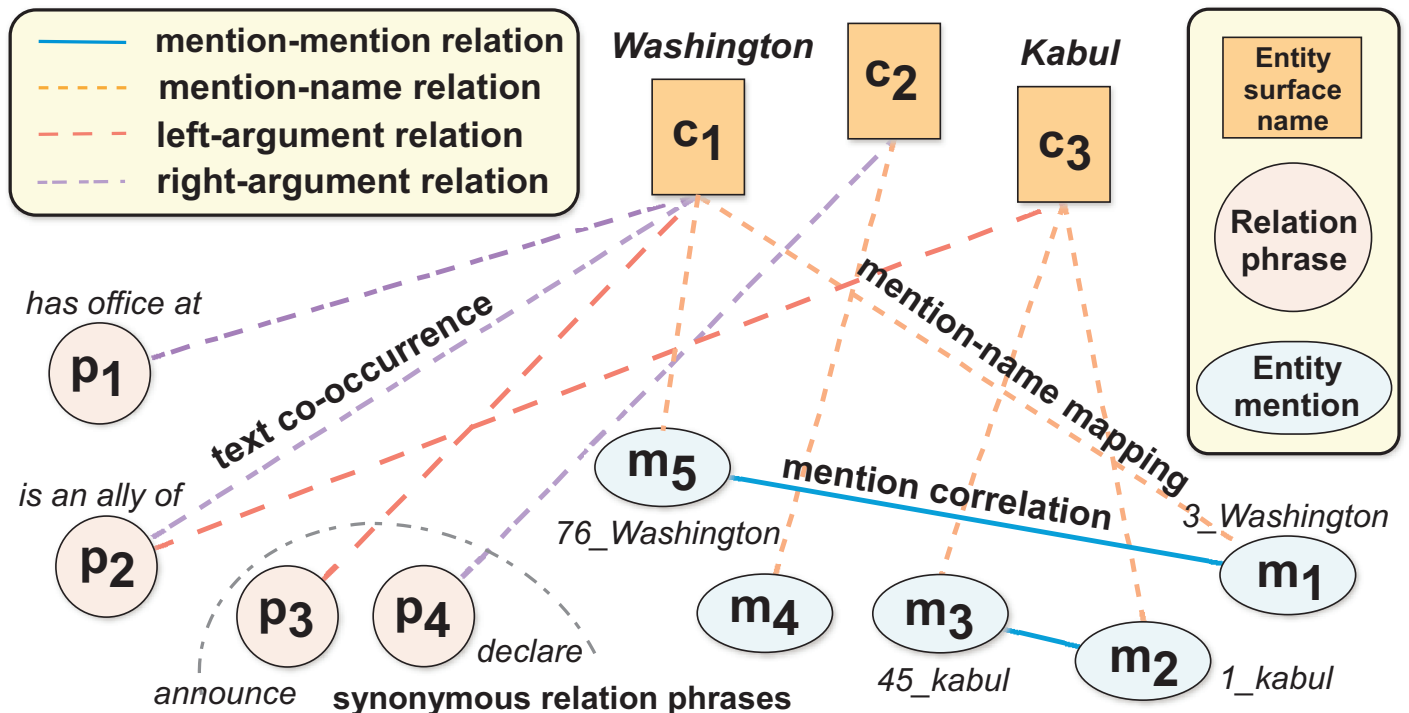 mention-mention relation
mention-name relation
left-argument relation
right-argument relation
Washington
c1
c2
Kabul
c3
Entity
surface
name
Relation
phrase
Entity
mention
has office at
p1
text co-occurrence
mention-name mapping
is an ally of
p2
m5
76_Washington
mention correlation
3_Washington
m1
p3
announce
p4
declare
synonymous relation phrases
m4
m3
45_kabul
m2
1_kabul